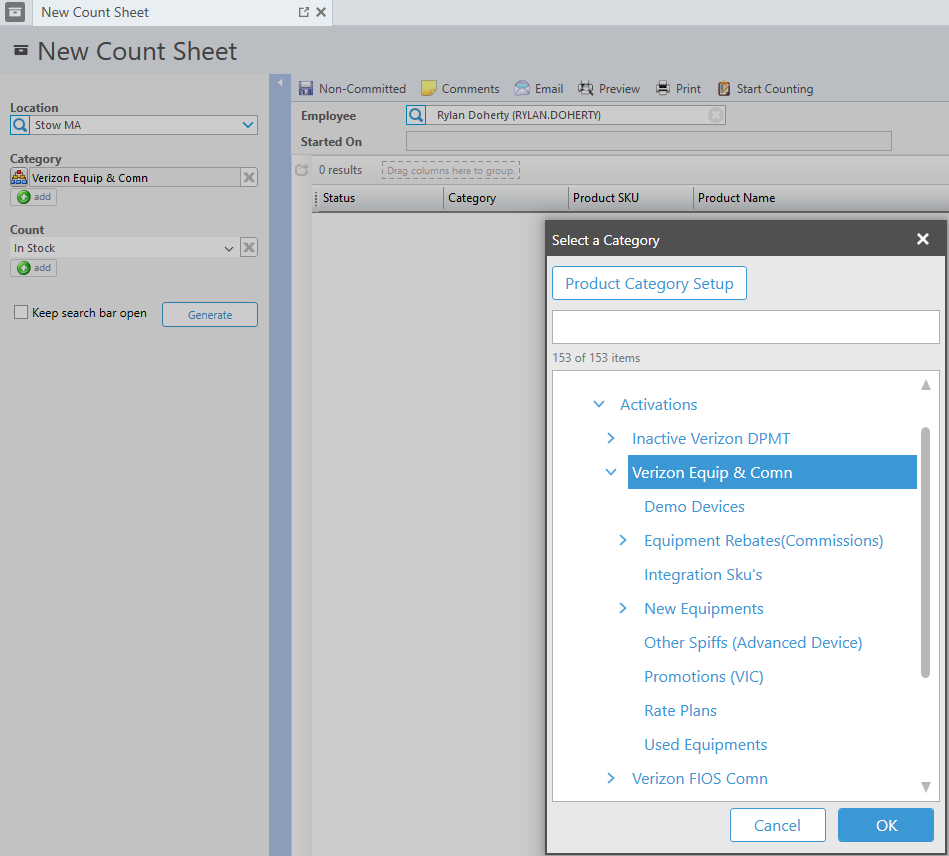 New Count Sheet
New Count Sheet
Location
Stow MA
Category
Verizon Equip & Comn
add
Count
In Stock
add
Keep search bar open
Generate
Non-Committed Comments Email Preview Print Start Counting
Employee Rylan Doherty (RYLAN.DOHERTY)
Started On
0 results Drag columns here to group.
Status Category Product SKU Product Name
Select a Category
Product Category Setup
153 of 153 items
Activations
Inactive Verizon DPMT
Verizon Equip & Comn
Demo Devices
Equipment Rebates(Commissions)
Integration Sku's
New Equipments
Other Spiffs (Advanced Device)
Promotions (VIC)
Rate Plans
Used Equipments
Verizon FIOS Comn
Cancel OK